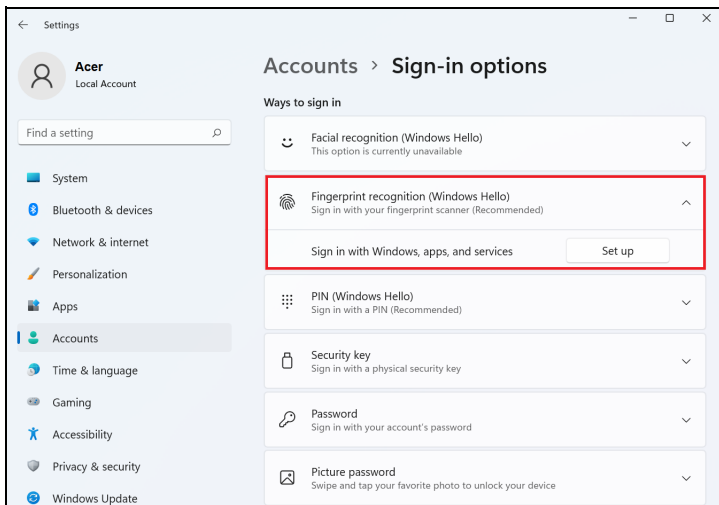 Settings
Acer
Local Account
Find a setting
System
Bluetooth & devices
Network & internet
Personalization
Apps
Accounts
Time & language
Gaming
Accessibility
Privacy & security
Windows Update
Accounts > Sign-in options
Ways to sign in
Facial recognition (Windows Hello)
This option is currently unavailable
Fingerprint recognition (Windows Hello)
Sign in with your fingerprint scanner (Recommended)
Sign in with Windows, apps, and services
Set up
PIN (Windows Hello)
Sign in with a PIN (Recommended)
Security key
Sign in with a physical security key
Password
Sign in with your account's password
Picture password
Swipe and tap your favorite photo to unlock your device